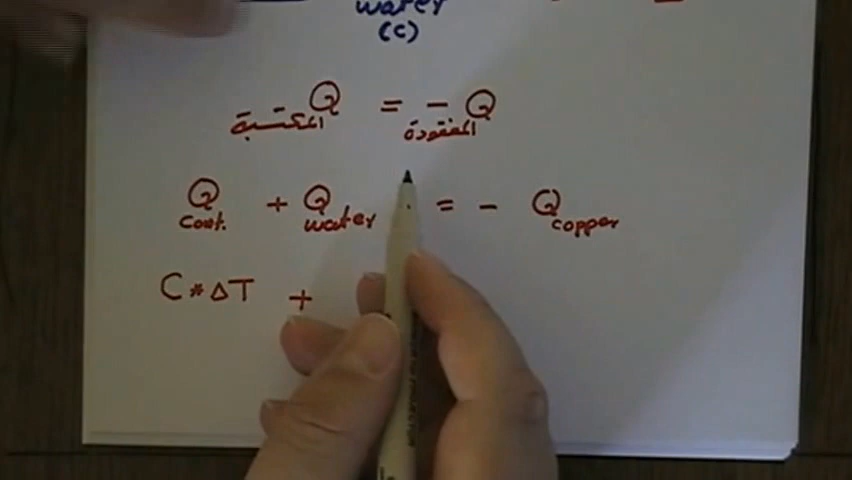 water
(c)
Q المكتسبة = - Q المفقودة
Q cont. + Q water = - Q copper
C * ΔT +